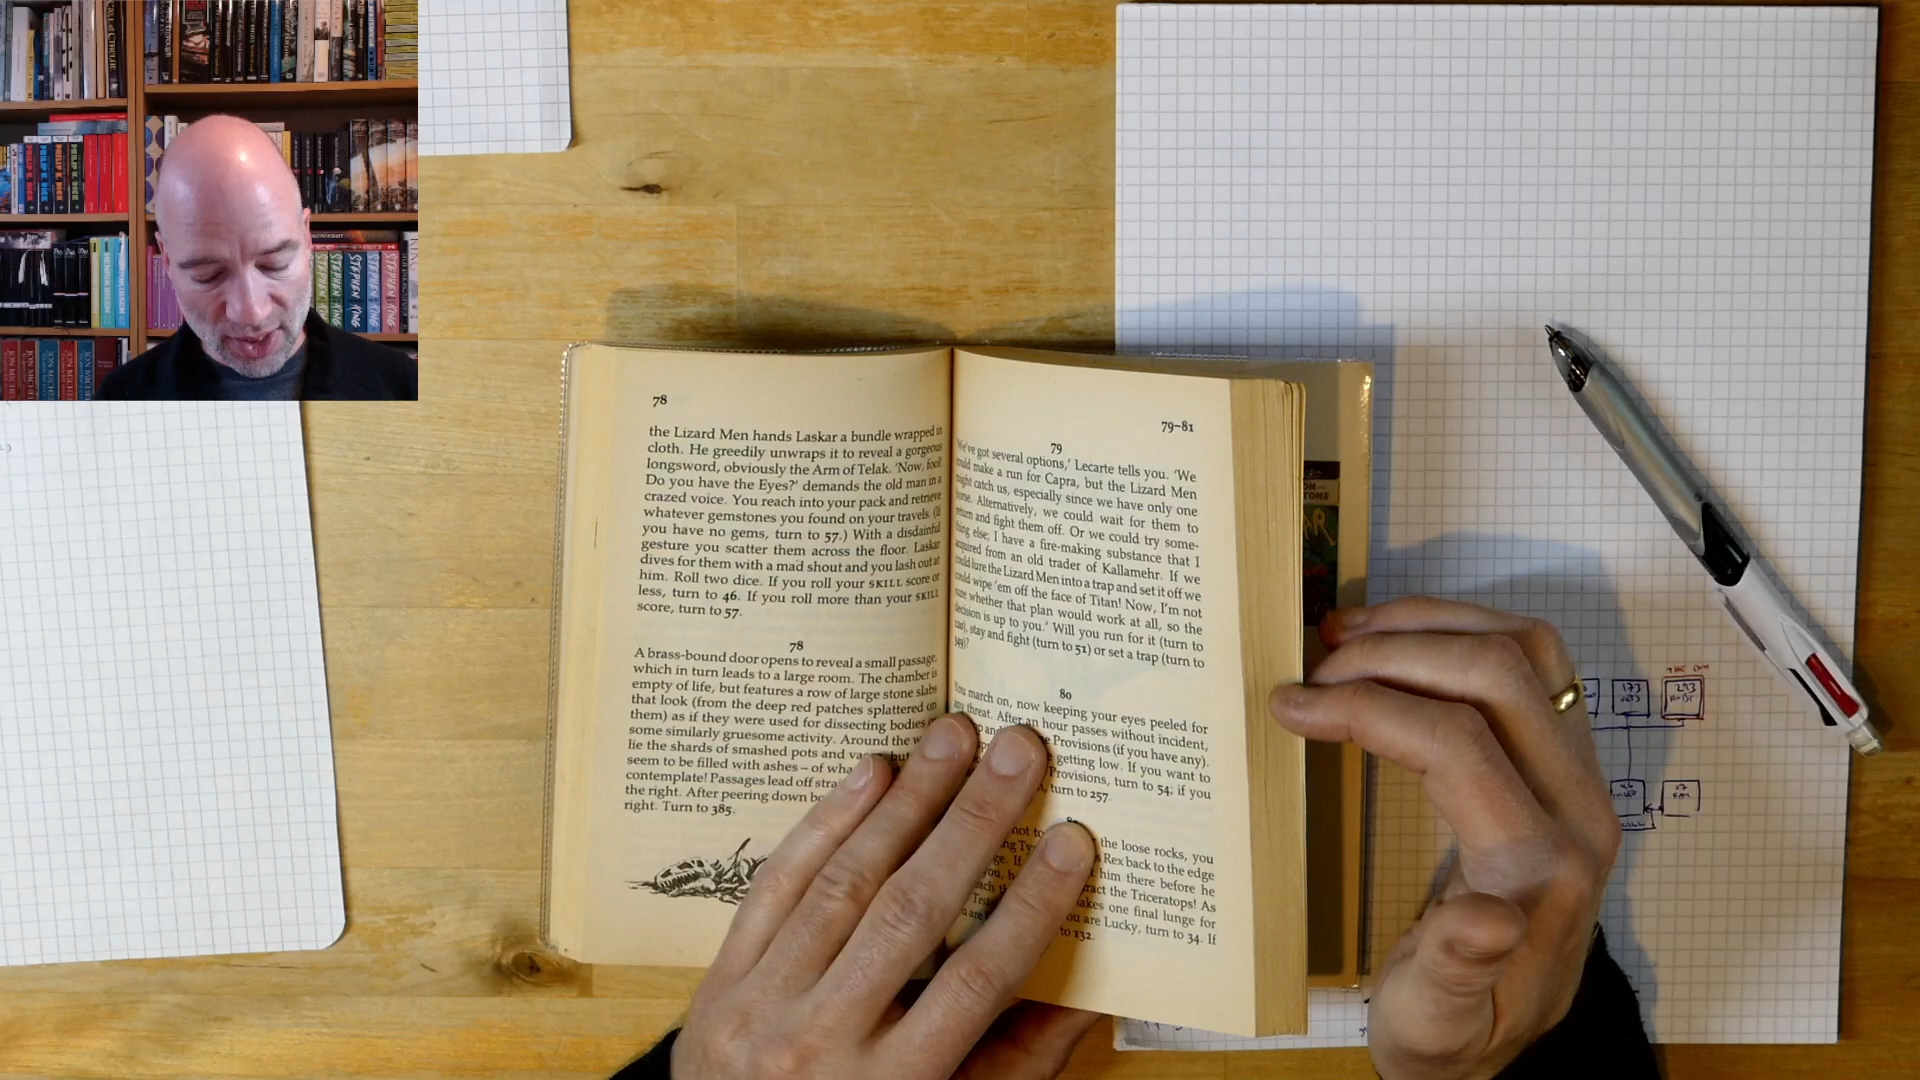 78
the Lizard Men hands Laskar a bundle wrapped in
cloth. He greedily unwraps it to reveal a gorgeous
longsword, obviously the Arm of Telak. 'Now, fool!
Do you have the Eyes?' demands the old man in a
crazed voice. You reach into your pack and retrieve
whatever gemstones you found on your travels. (If
you have no gems, turn to 57.) With a disdainful
gesture you scatter them across the floor. Laskar
dives for them with a mad shout and you lash out at
him. Roll two dice. If you roll your SKILL score or
less, turn to 46. If you roll more than your SKILL
score, turn to 57.
78
A brass-bound door opens to reveal a small passage,
which in turn leads to a large room. The chamber is
empty of life, but features a row of large stone slabs
that look (from the deep red patches splattered on
them) as if they were used for dissecting bodies or
some similarly gruesome activity. Around the
lie the shards of smashed pots and but
seem to be filled with ashes – of
contemplate! Passages lead off
the right. After peering down
right. Turn to 385.
79-81
79
'We've got several options,' Lecarte tells you. 'We
could make a run for Capra, but the Lizard Men
might catch us, especially since we have only one
horse. Alternatively, we could wait for them to
return and fight them off. Or we could try some-
thing else; I have a fire-making substance that I
acquired from an old trader of Kallamehr. If we
could lure the Lizard Men into a trap and set it off we
could wipe 'em off the face of Titan! Now, I'm not
sure whether that plan would work at all, so the
decision is up to you.' Will you run for it (turn to
120), stay and fight (turn to 51) or set a trap (turn to
349)?
80
You march on, now keeping your eyes peeled for
any threat. After an hour passes without incident,
Provisions (if you have any).
getting low. If you want to
Provisions, turn to 54; if you
turn to 257.
not to the loose rocks, you
Rex back to the edge
him there before he
the Triceratops! As
makes one final lunge for
you are Lucky, turn to 34. If
to 132.
STEPHEN KING
STEPHEN KING
STEPHEN KING
STEPHEN KING
STEPHEN KING